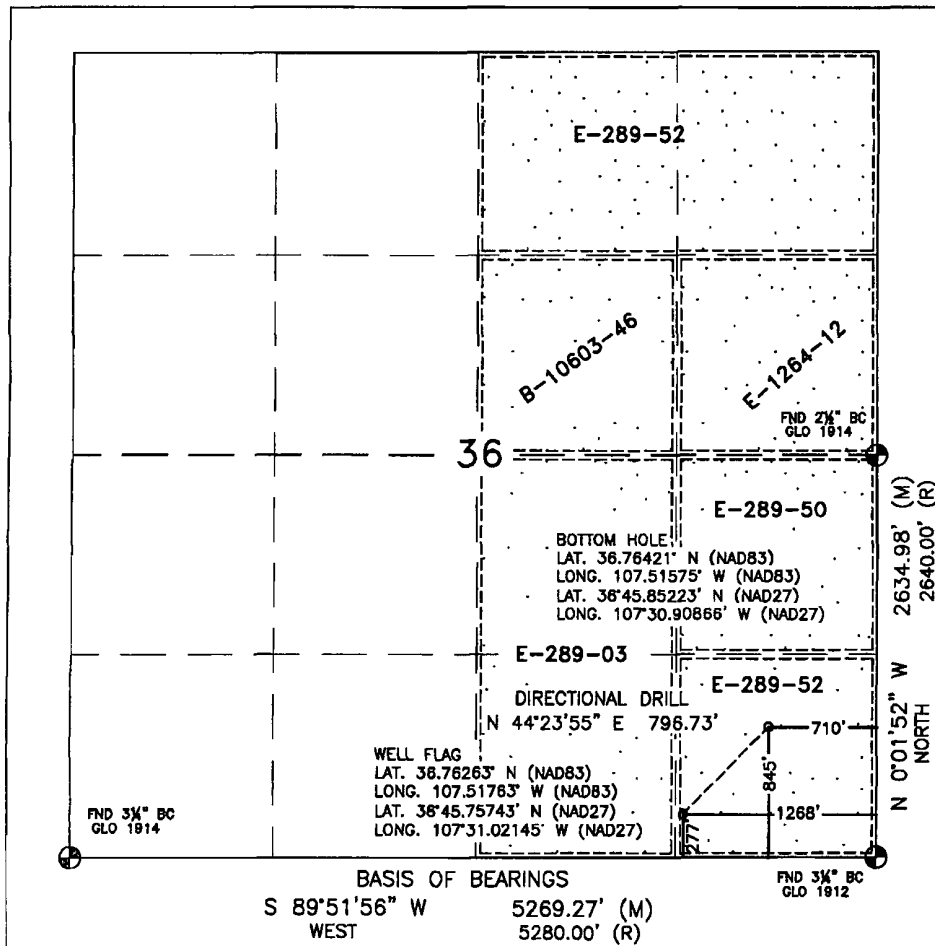 E-289-52
B-10603-46
E-1264-12
FND 2½" BC
GLO 1914
36
2634.98' (M)
2640.00' (R)
E-289-50
BOTTOM HOLE
LAT. 36.76421° N (NAD83)
LONG. 107.51575° W (NAD83)
LAT. 36°45.85223' N (NAD27)
LONG. 107°30.90866' W (NAD27)
E-289-03
E-289-52
DIRECTIONAL DRILL
N 44°23'55" E 796.73'
710'
845'
N 0°01'52" W
NORTH
WELL FLAG
LAT. 36.76263° N (NAD83)
LONG. 107.51763° W (NAD83)
LAT. 36°45.75743' N (NAD27)
LONG. 107°31.02145' W (NAD27)
1268'
277'
FND 3¼" BC
GLO 1914
BASIS OF BEARINGS
S 89°51'56" W 5269.27' (M)
WEST 5280.00' (R)
FND 3¼" BC
GLO 1912